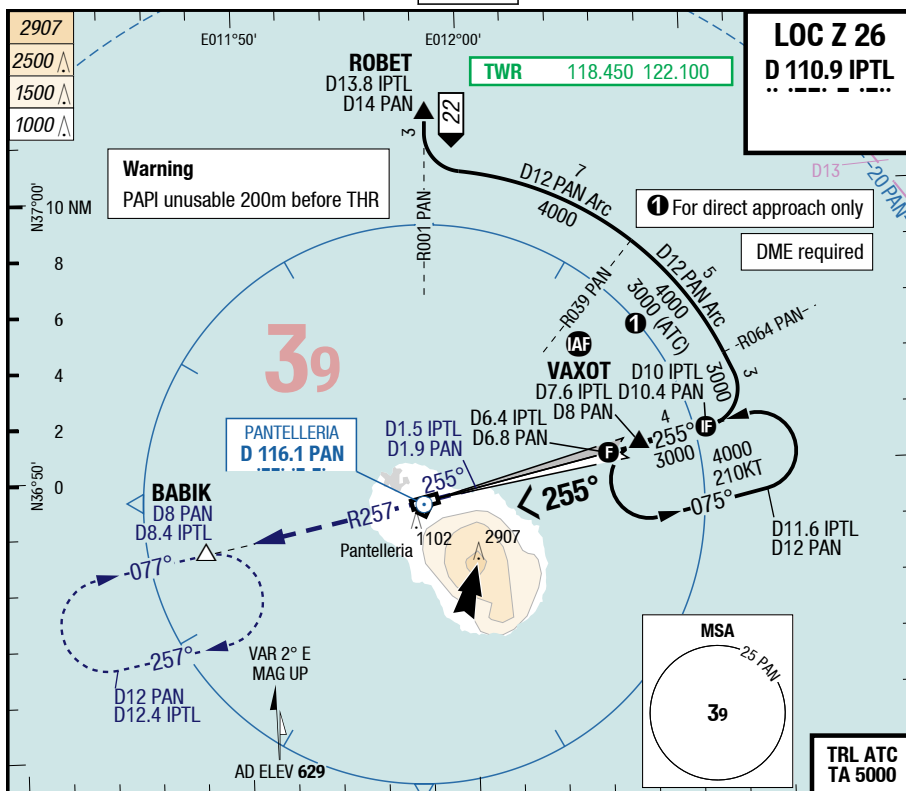 2907
2500
1500
1000
E011°50'
E012°00'
LOC Z 26
D 110.9 IPTL
TWR 118.450 122.100
ROBET
D13.8 IPTL
D14 PAN
22
3
Warning
PAPI unusable 200m before THR
7
D12 PAN Arc
4000
D13
20 PAN
1 For direct approach only
DME required
N37°00'
10 NM
8
6
4
2
0
N36°50'
R001 PAN
R039 PAN
5
D12 PAN Arc
4000
3000 (ATC)
1
R064 PAN
3
3000
39
IAF
VAXOT
D7.6 IPTL
D8 PAN
D10 IPTL
D10.4 PAN
IF
D6.4 IPTL
D6.8 PAN
F
4
255°
3000
4000
210KT
075°
D11.6 IPTL
D12 PAN
PANTELLERIA
D 116.1 PAN
D1.5 IPTL
D1.9 PAN
255°
< 255°
R257
BABIK
D8 PAN
D8.4 IPTL
077°
257°
D12 PAN
D12.4 IPTL
Pantelleria
1102
2907
VAR 2° E
MAG UP
AD ELEV 629
MSA
25 PAN
39
TRL ATC
TA 5000